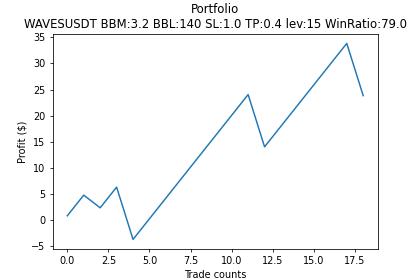 Portfolio
WAVESUSDT BBM:3.2 BBL:140 SL:1.0 TP:0.4 lev:15 WinRatio:79.0
Profit ($)
35
30
25
20
15
10
5
0
−5
0.0 2.5 5.0 7.5 10.0 12.5 15.0 17.5
Trade counts